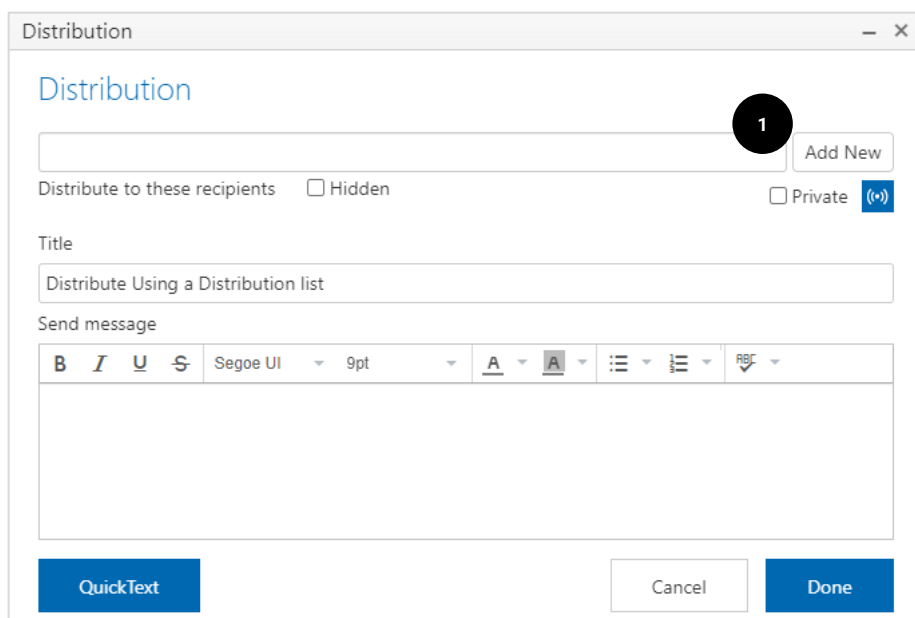 Distribution
Distribution
1
Add New
Distribute to these recipients Hidden
Private
Title
Distribute Using a Distribution list
Send message
B I U S Segoe UI 9pt A A ABC
QuickText Cancel Done